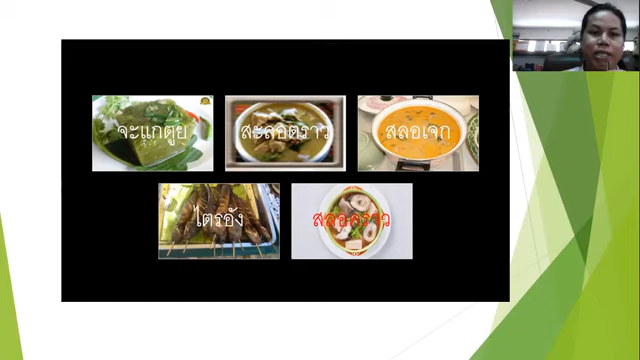 จะแกตูย
สะลอตราว
สลอเจก
ไตรอัง
สลอคราว